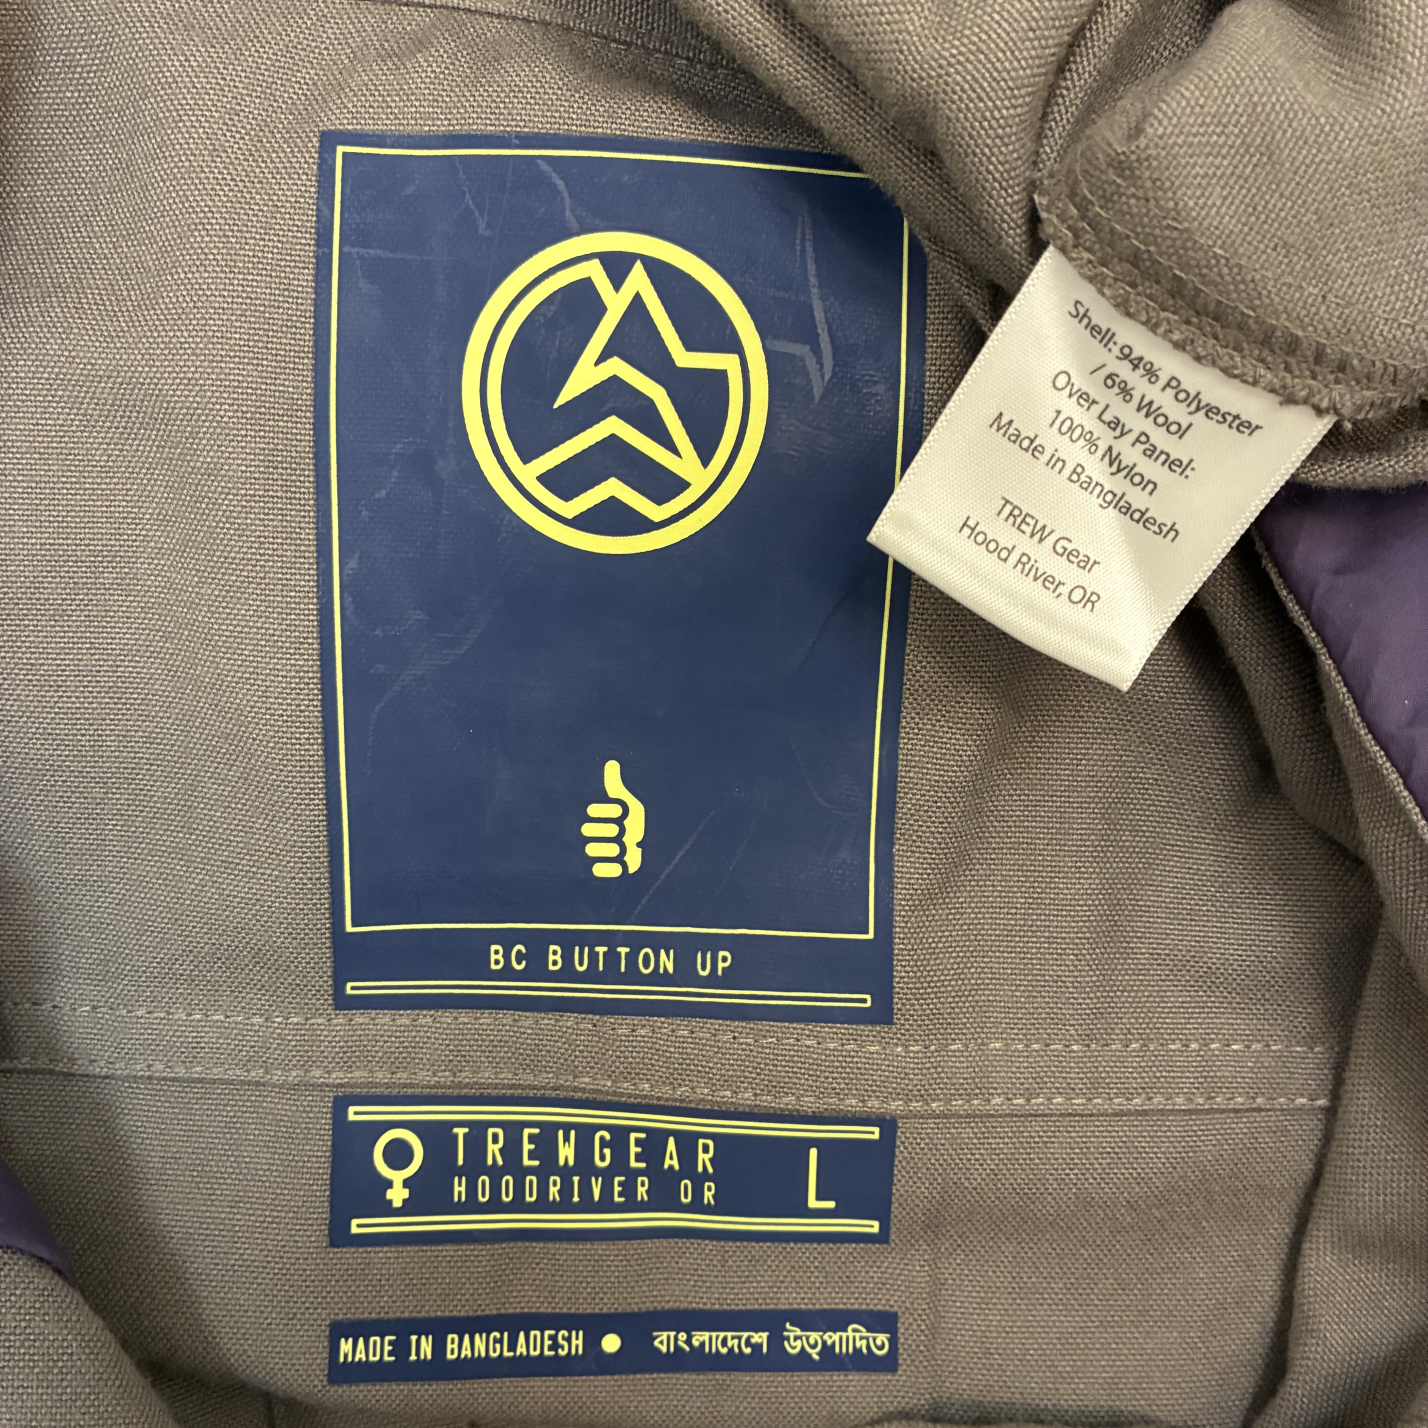 Shell: 94% Polyester
/ 6% Wool
Over Lay Panel:
100% Nylon
Made in Bangladesh
TREW Gear
Hood River, OR
BC BUTTON UP
TREWGEAR L
HOODRIVER OR
MADE IN BANGLADESH ● বাংলাদেশে উত্পাদিত